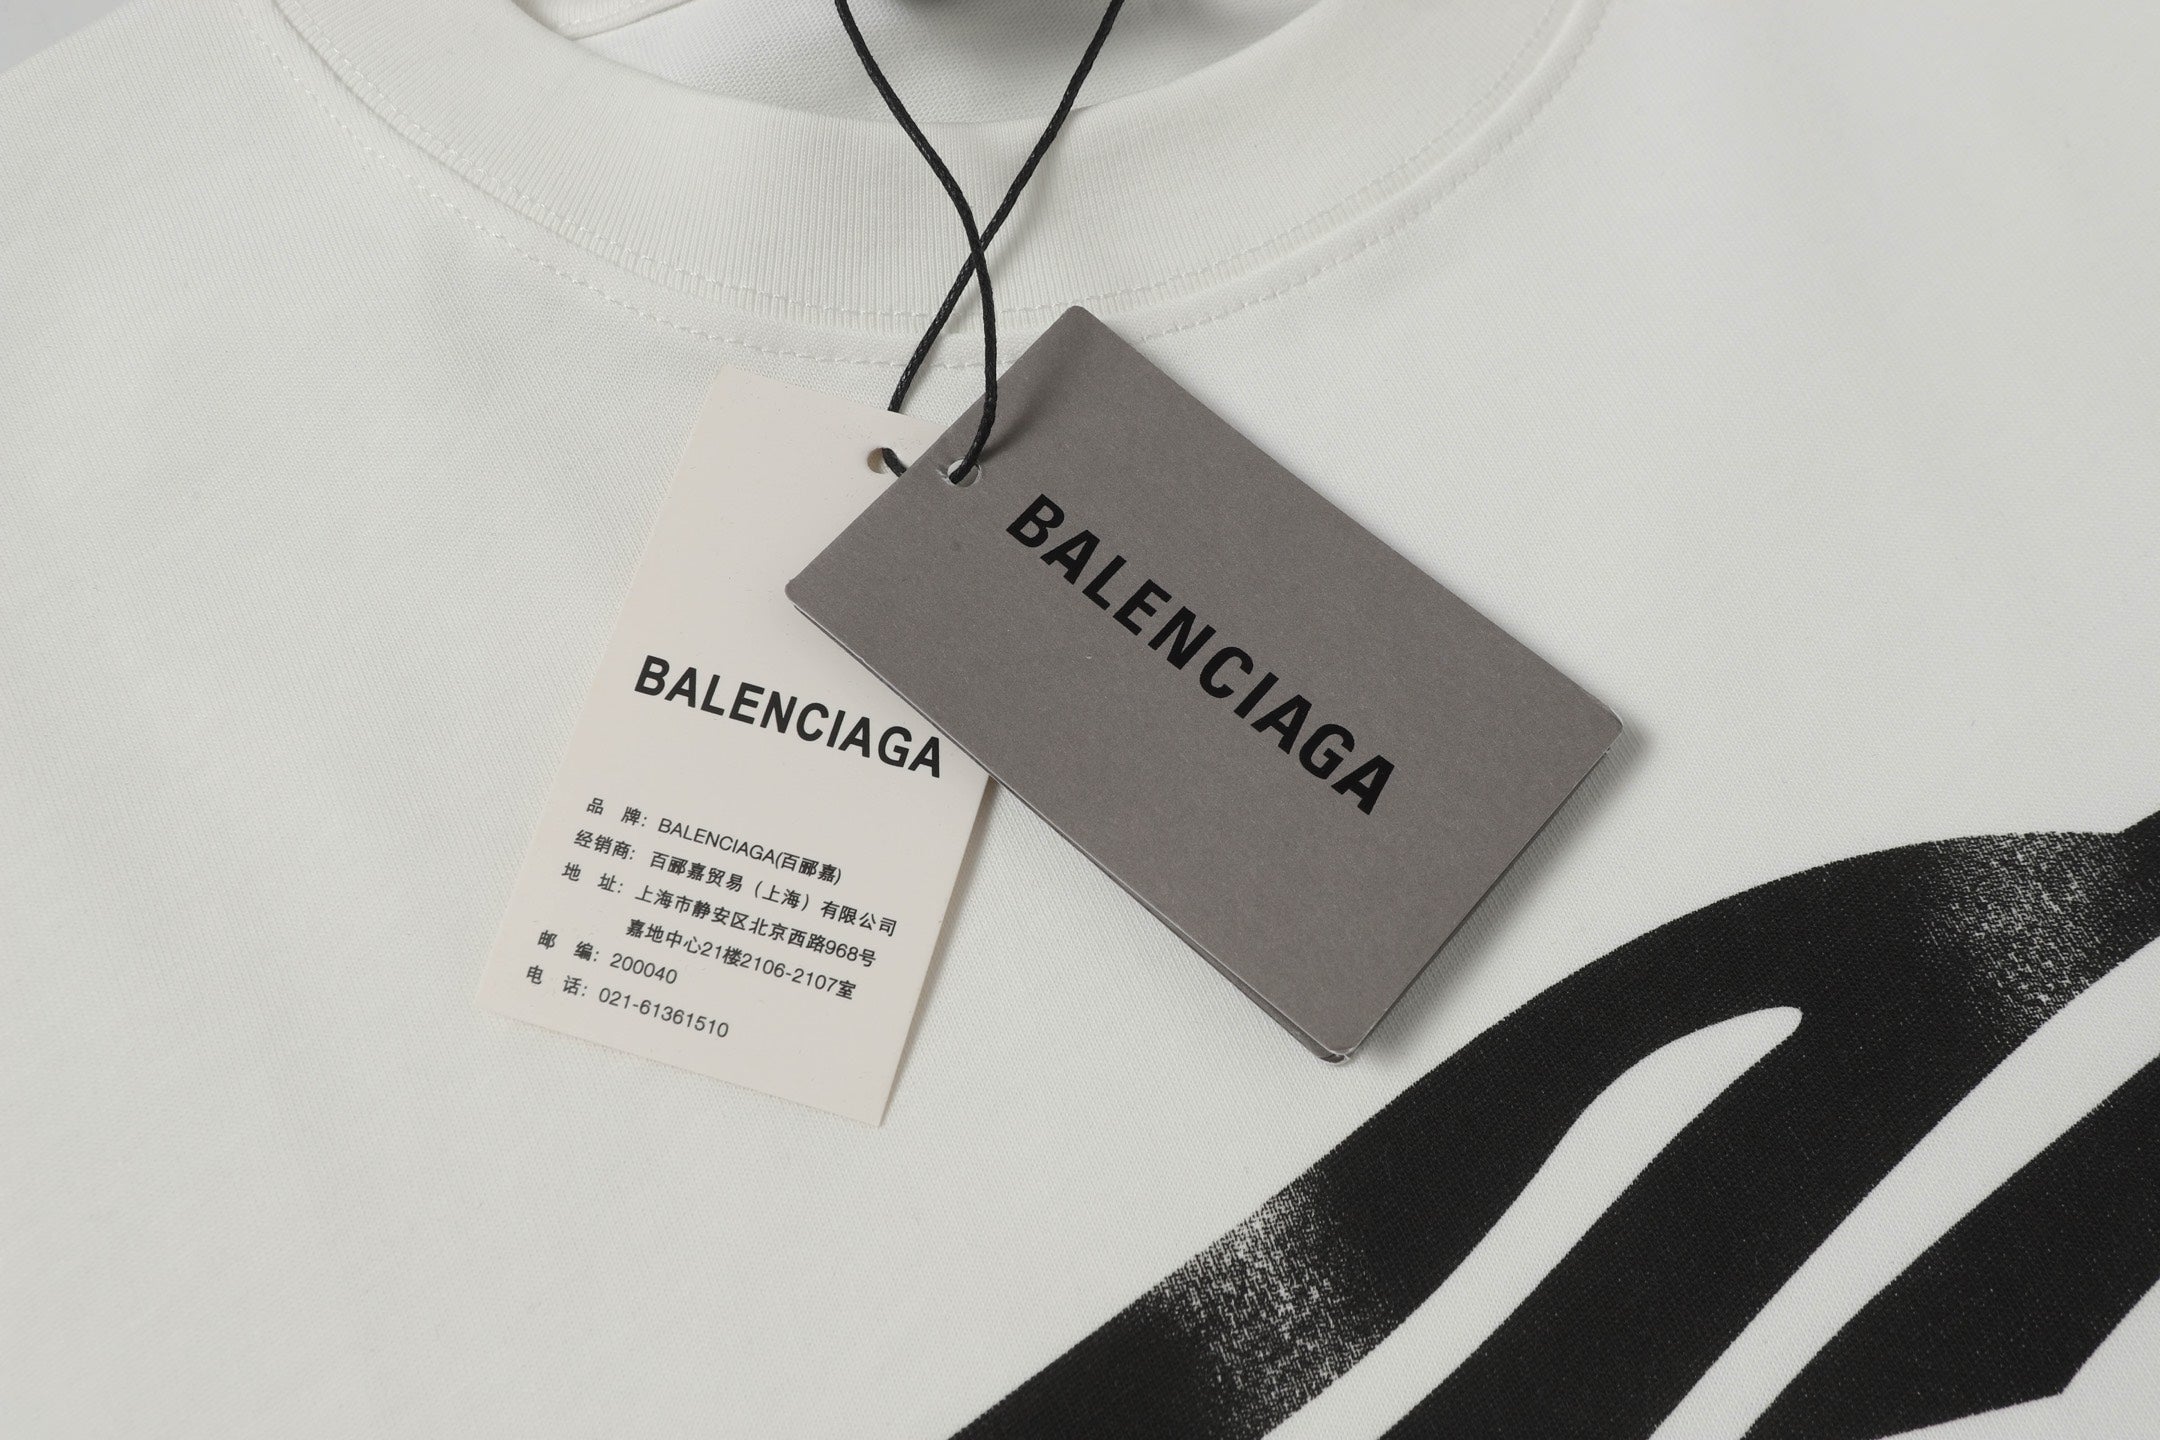 BALENCIAGA
品 牌: BALENCIAGA(百郦嘉)
经销商: 百郦嘉贸易（上海）有限公司
地 址: 上海市静安区北京西路968号
嘉地中心21楼2106-2107室
邮 编: 200040
电 话: 021-61361510
BALENCIAGA